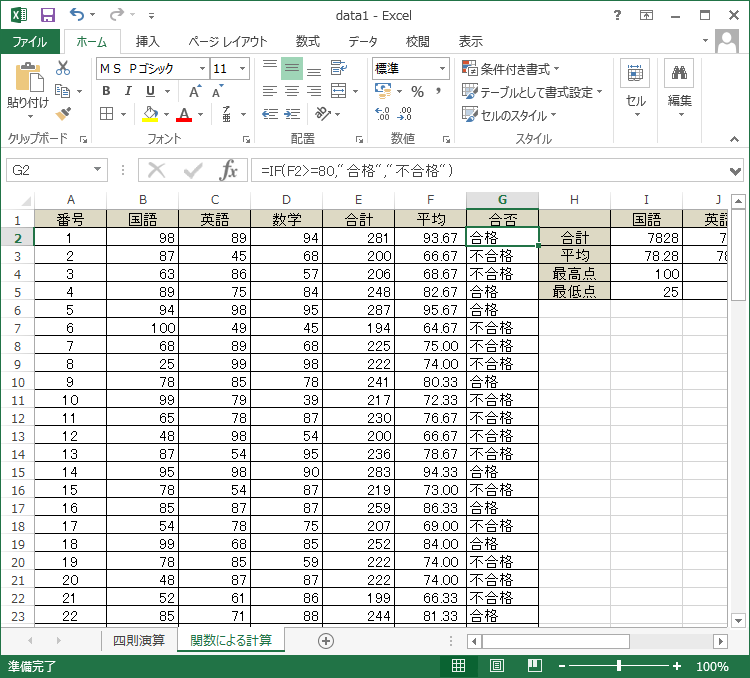 data1 - Excel
ファイル ホーム 挿入 ページ レイアウト 数式 データ 校閲 表示
ＭＳ Ｐゴシック 11 標準 条件付き書式
貼り付け B I U A A テーブルとして書式設定 セル 編集
A 亜 % , .00 セルのスタイル
クリップボード フォント 配置 数値 スタイル
G2 fx =IF(F2>=80,“合格“,“不合格“)
A B C D E F G H I J
1 番号 国語 英語 数学 合計 平均 合否 国語
2 1 98 89 94 281 93.67 合格 合計 7828
3 2 87 45 68 200 66.67 不合格 平均 78.28
4 3 63 86 57 206 68.67 不合格 最高点 100
5 4 89 75 84 248 82.67 合格 最低点 25
6 5 94 98 95 287 95.67 合格
7 6 100 49 45 194 64.67 不合格
8 7 68 89 68 225 75.00 不合格
9 8 25 99 98 222 74.00 不合格
10 9 78 85 78 241 80.33 合格
11 10 99 79 39 217 72.33 不合格
12 11 65 78 87 230 76.67 不合格
13 12 48 98 54 200 66.67 不合格
14 13 87 54 95 236 78.67 不合格
15 14 95 98 90 283 94.33 合格
16 15 78 54 87 219 73.00 不合格
17 16 85 87 87 259 86.33 合格
18 17 54 78 75 207 69.00 不合格
19 18 99 68 85 252 84.00 合格
20 19 78 85 59 222 74.00 不合格
21 20 48 87 87 222 74.00 不合格
22 21 52 61 86 199 66.33 不合格
23 22 85 71 88 244 81.33 合格
四則演算 関数による計算
準備完了 100%